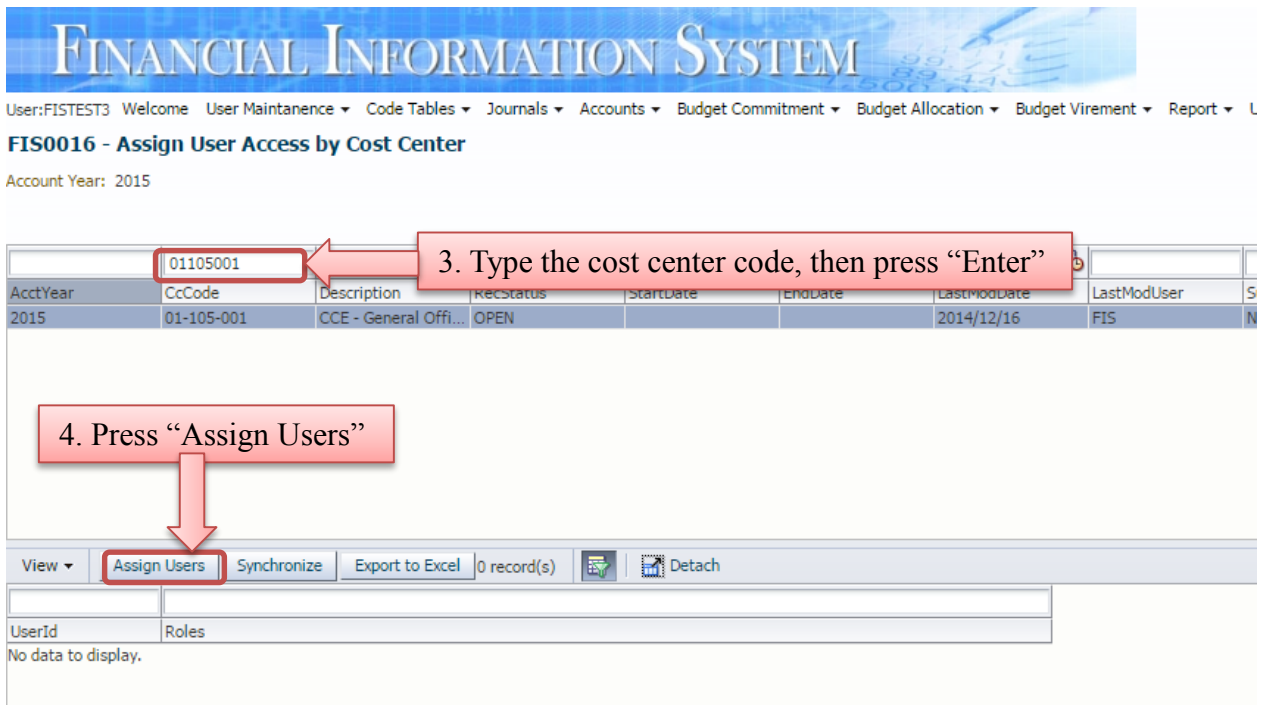 FINANCIAL INFORMATION SYSTEM
User:FISTEST3 Welcome User Maintanence Code Tables Journals Accounts Budget Commitment Budget Allocation Budget Virement Report U
FIS0016 - Assign User Access by Cost Center
Account Year: 2015
01105001
3. Type the cost center code, then press “Enter”
AcctYear CcCode Description RecStatus StartDate EndDate LastModDate LastModUser S
2015 01-105-001 CCE - General Offi... OPEN 2014/12/16 FIS N
4. Press “Assign Users”
View Assign Users Synchronize Export to Excel 0 record(s) Detach
UserId Roles
No data to display.